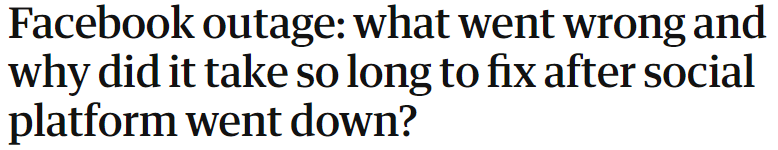 Facebook outage: what went wrong and
why did it take so long to fix after social
platform went down?